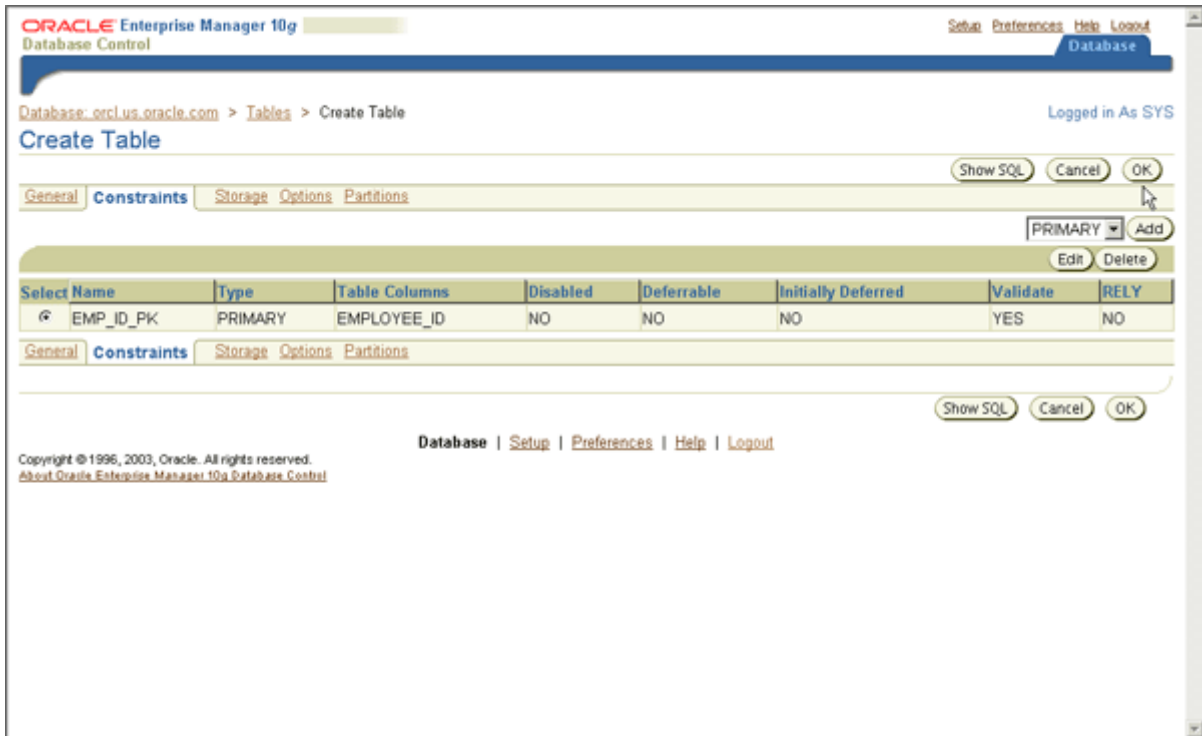 ORACLE Enterprise Manager 10g
Database Control
Setup Preferences Help Logout
Database
Database: orcl.us.oracle.com > Tables > Create Table
Logged in As SYS
Create Table
Show SQL Cancel OK
General Constraints Storage Options Partitions
PRIMARY Add
Edit Delete
Select Name Type Table Columns Disabled Deferrable Initially Deferred Validate RELY
EMP_ID_PK PRIMARY EMPLOYEE_ID NO NO NO YES NO
General Constraints Storage Options Partitions
Show SQL Cancel OK
Database | Setup | Preferences | Help | Logout
Copyright © 1996, 2003, Oracle. All rights reserved.
About Oracle Enterprise Manager 10g Database Control